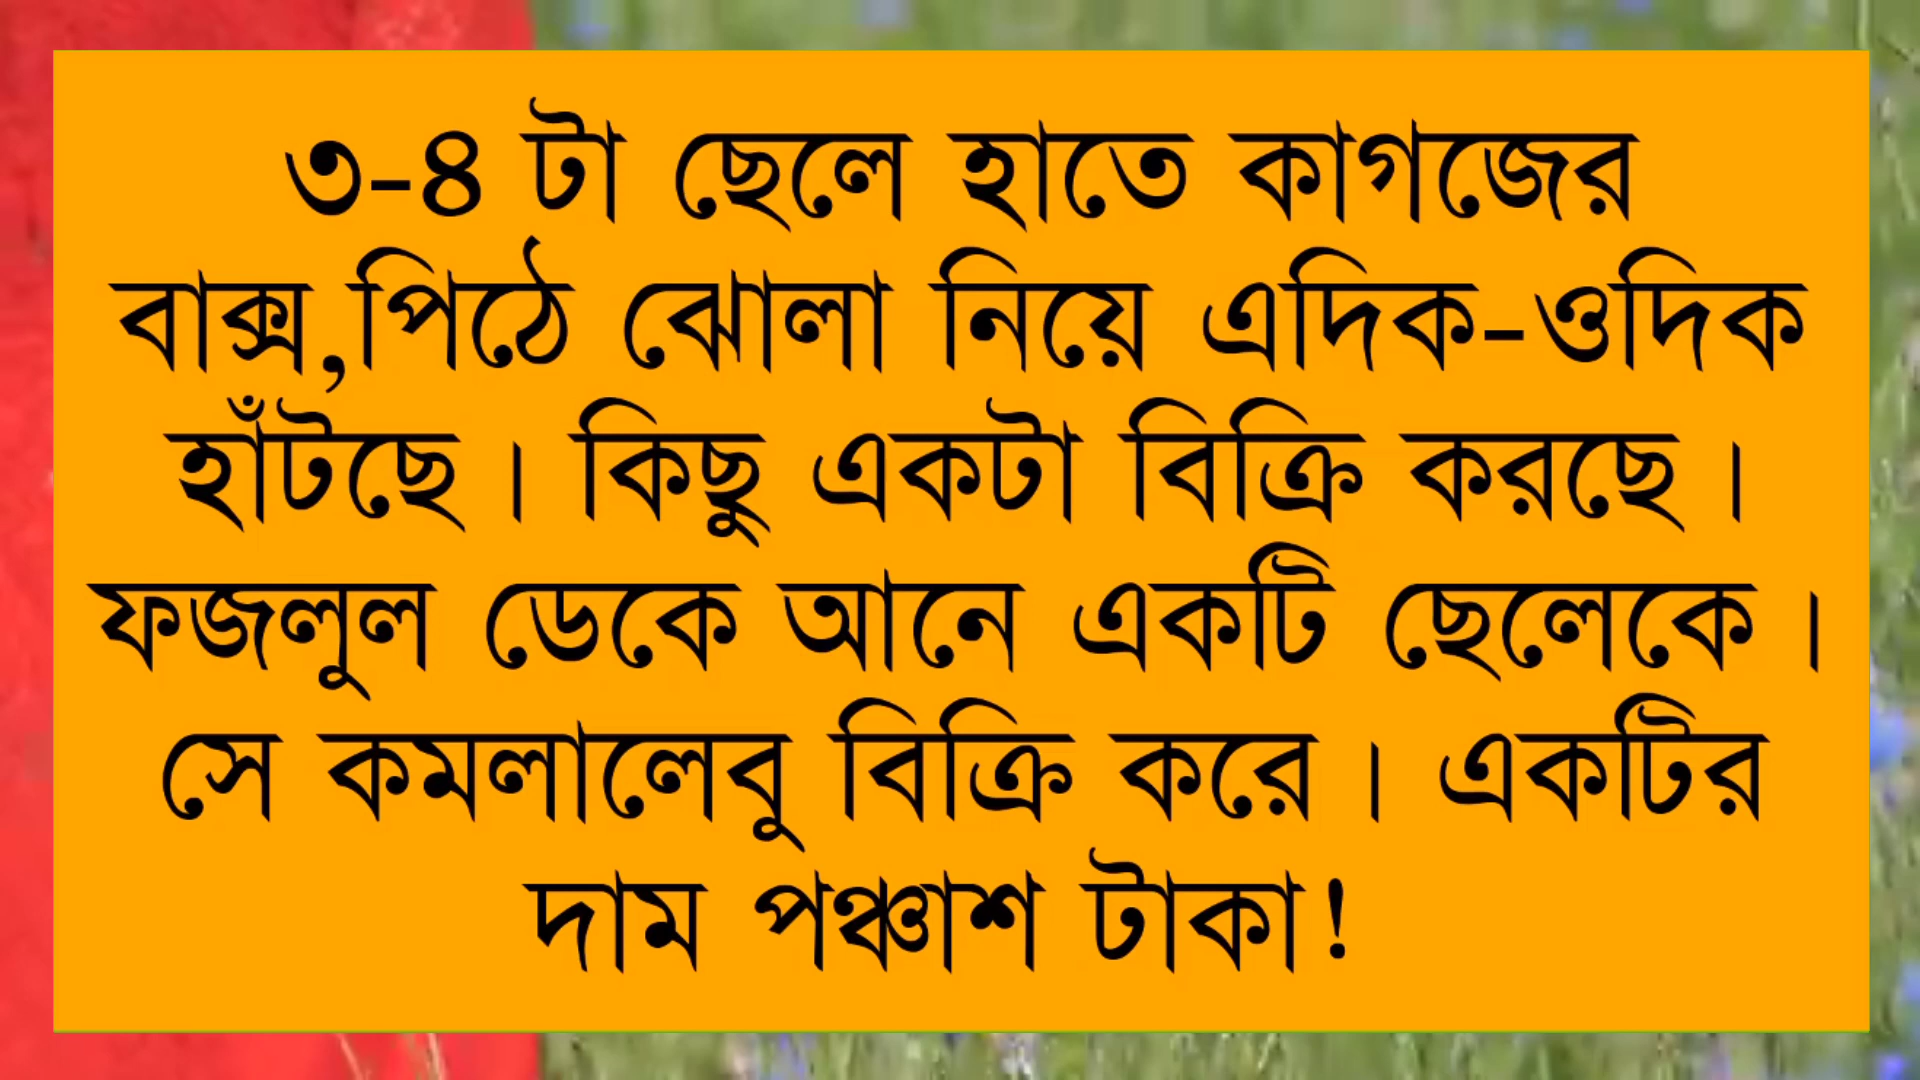 ৩-৪ টা ছেলে হাতে কাগজের
বাক্স,পিঠে ঝোলা নিয়ে এদিক-ওদিক
হাঁটছে। কিছু একটা বিক্রি করছে।
ফজলুল ডেকে আনে একটি ছেলেকে।
সে কমলালেবু বিক্রি করে। একটির
দাম পঞ্চাশ টাকা!